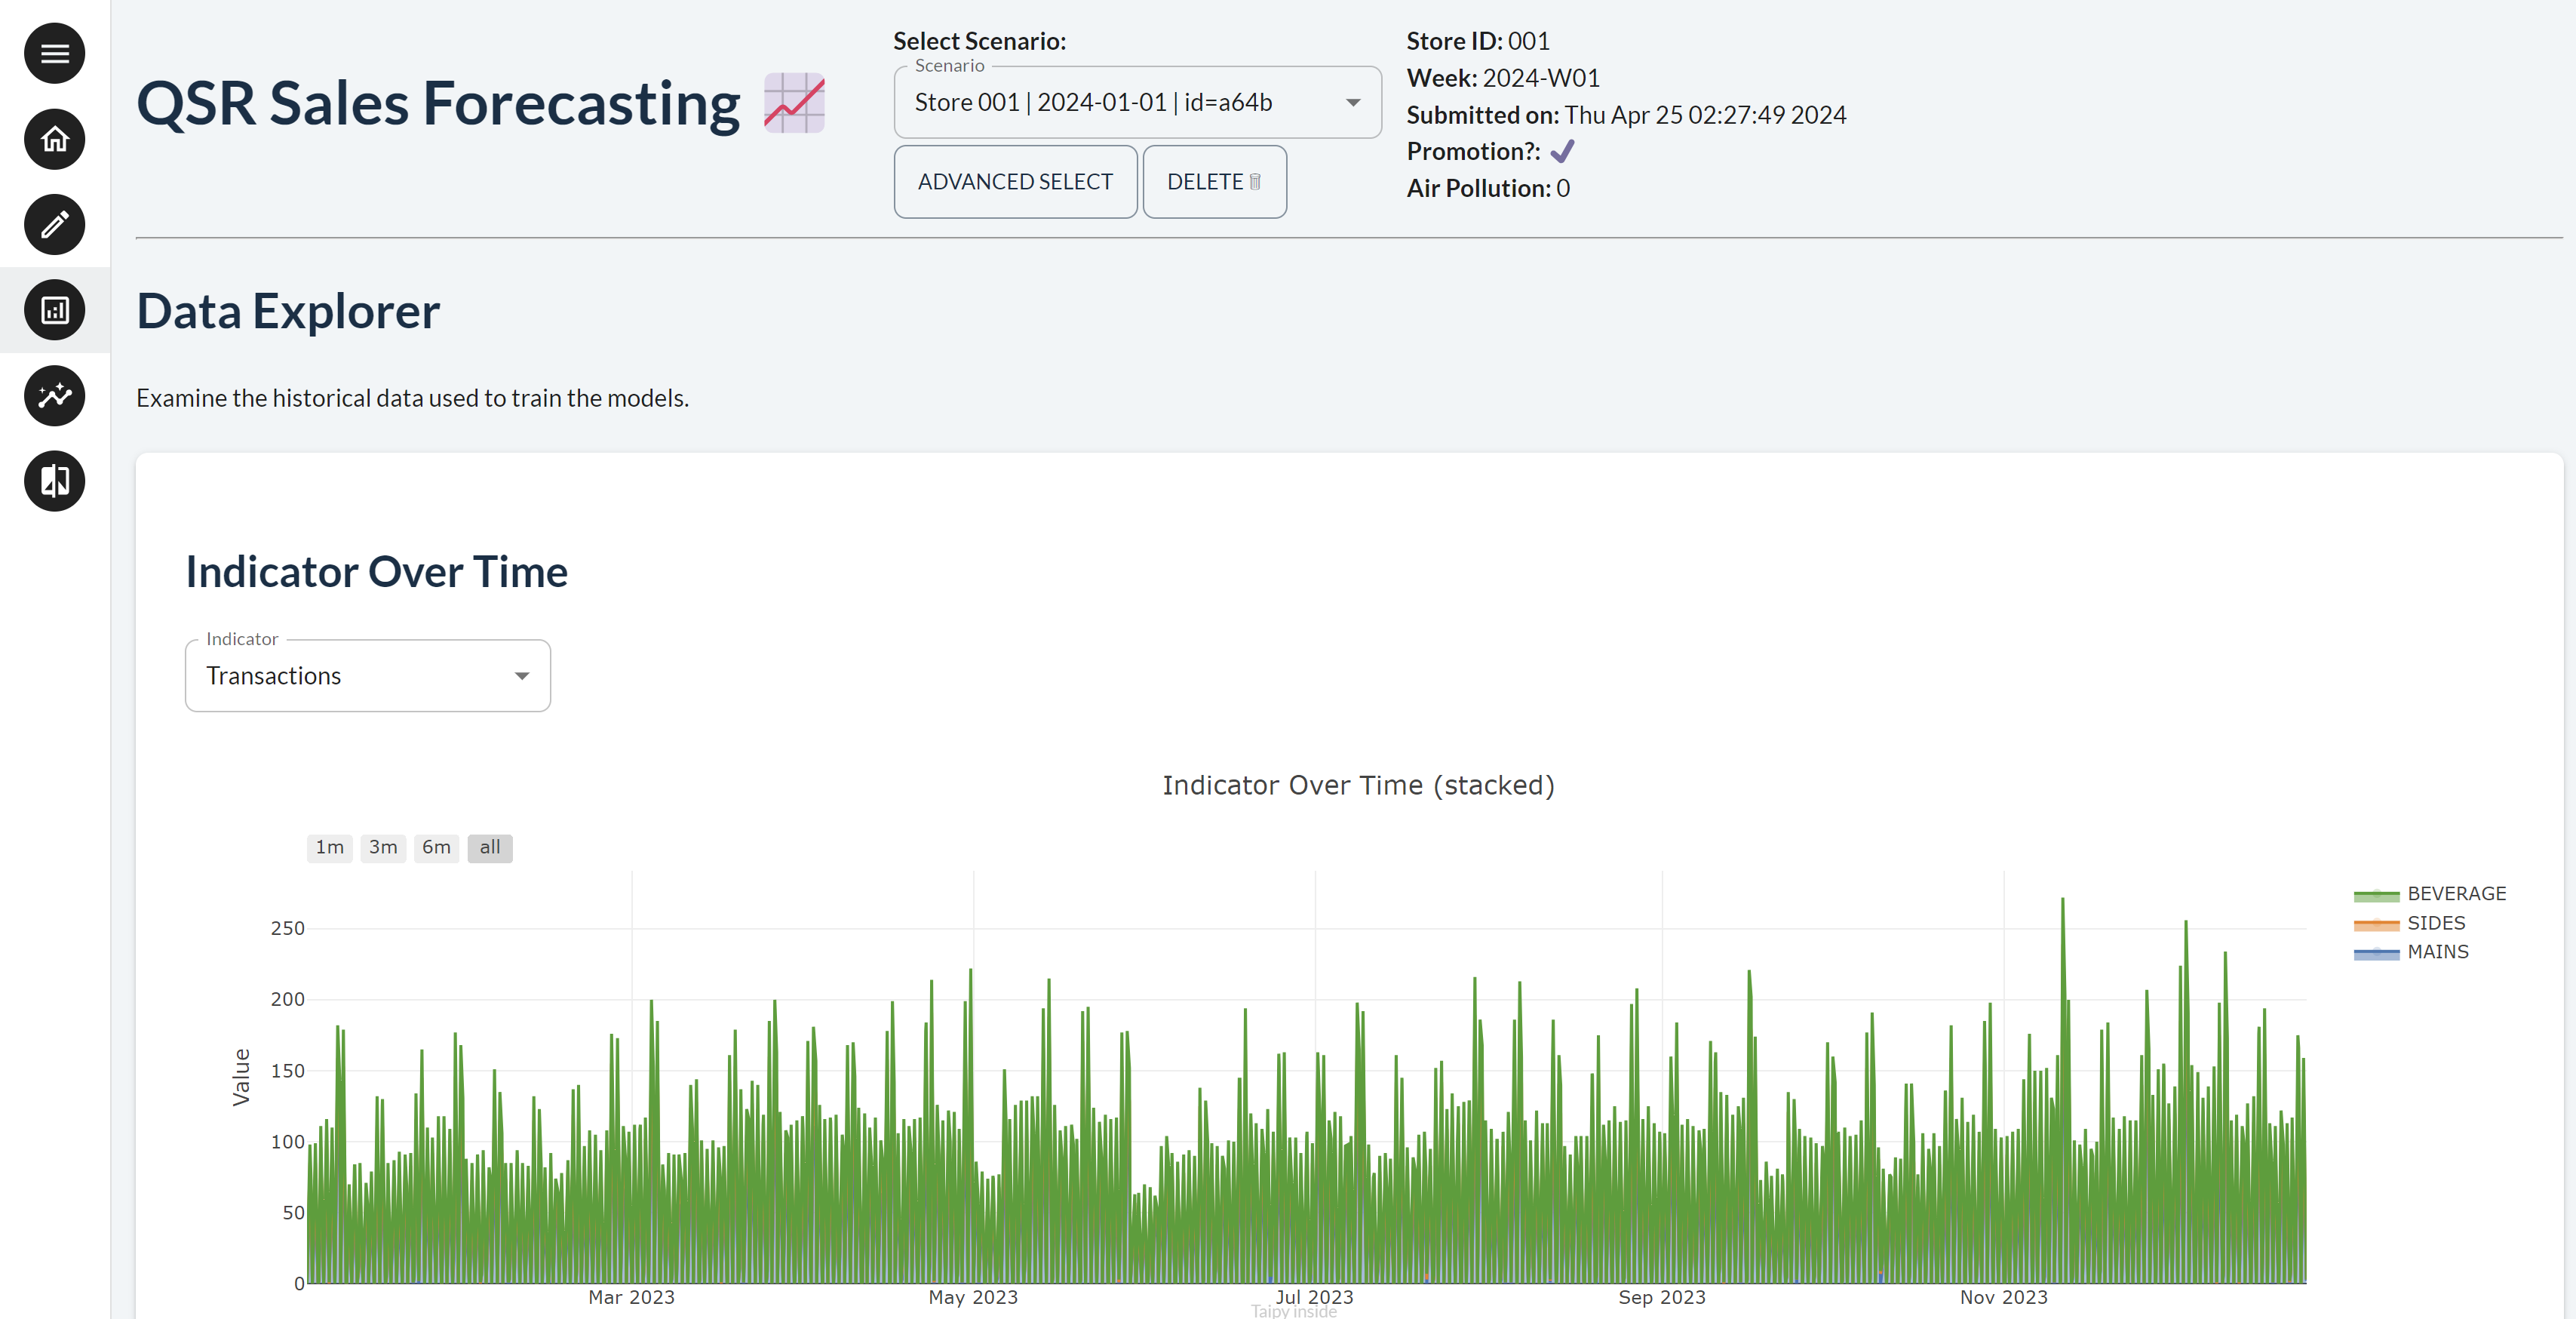 QSR Sales Forecasting
Select Scenario:
Scenario
Store 001 | 2024-01-01 | id=a64b
ADVANCED SELECT
DELETE
Store ID: 001
Week: 2024-W01
Submitted on: Thu Apr 25 02:27:49 2024
Promotion?:
Air Pollution: 0
Data Explorer
Examine the historical data used to train the models.
Indicator Over Time
Indicator
Transactions
Indicator Over Time (stacked)
1m 3m 6m all
BEVERAGE
SIDES
MAINS
Value
250
200
150
100
50
0
Mar 2023 May 2023 Jul 2023 Sep 2023 Nov 2023
Taipy inside